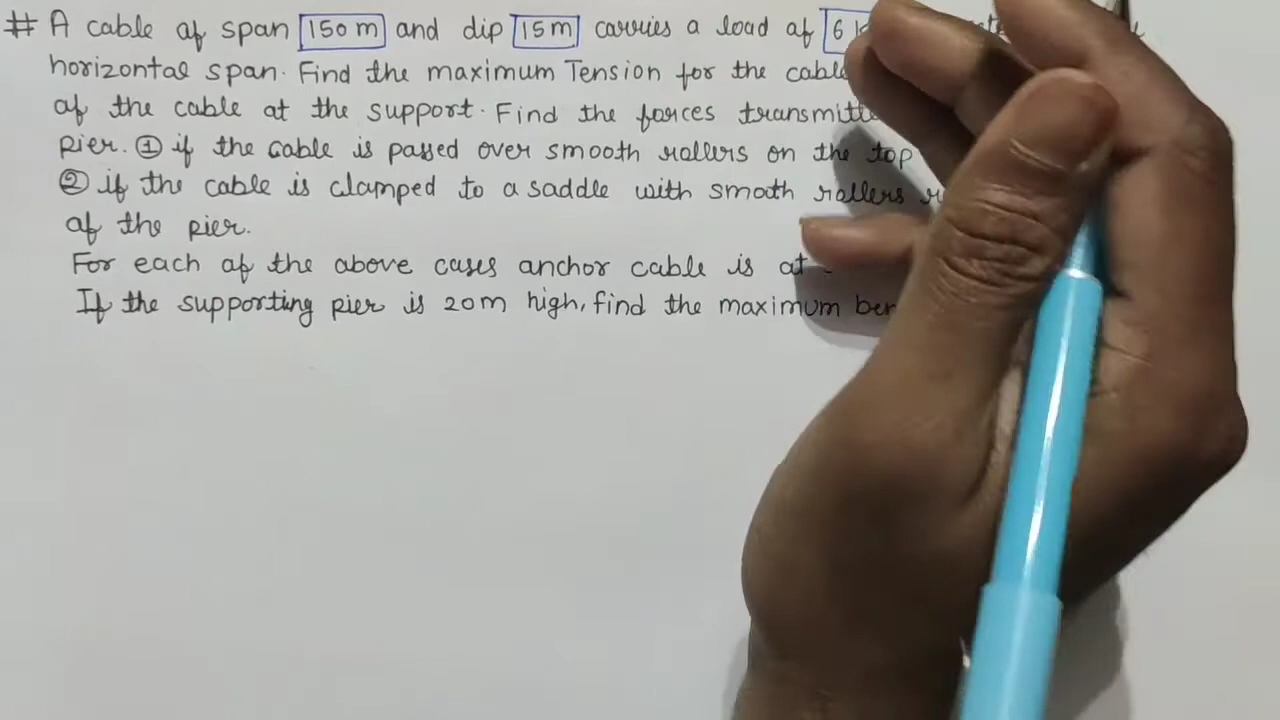 # A cable of span 150 m and dip 15 m carries a load of 6
horizontal span. Find the maximum Tension for the cable
of the cable at the support. Find the forces
pier. ① if the cable is passed over smooth rollers on the top
② if the cable is clamped to a saddle with smooth rollers
of the pier.
For each of the above cases anchor cable is at
If the supporting pier is 20m high, find the maximum